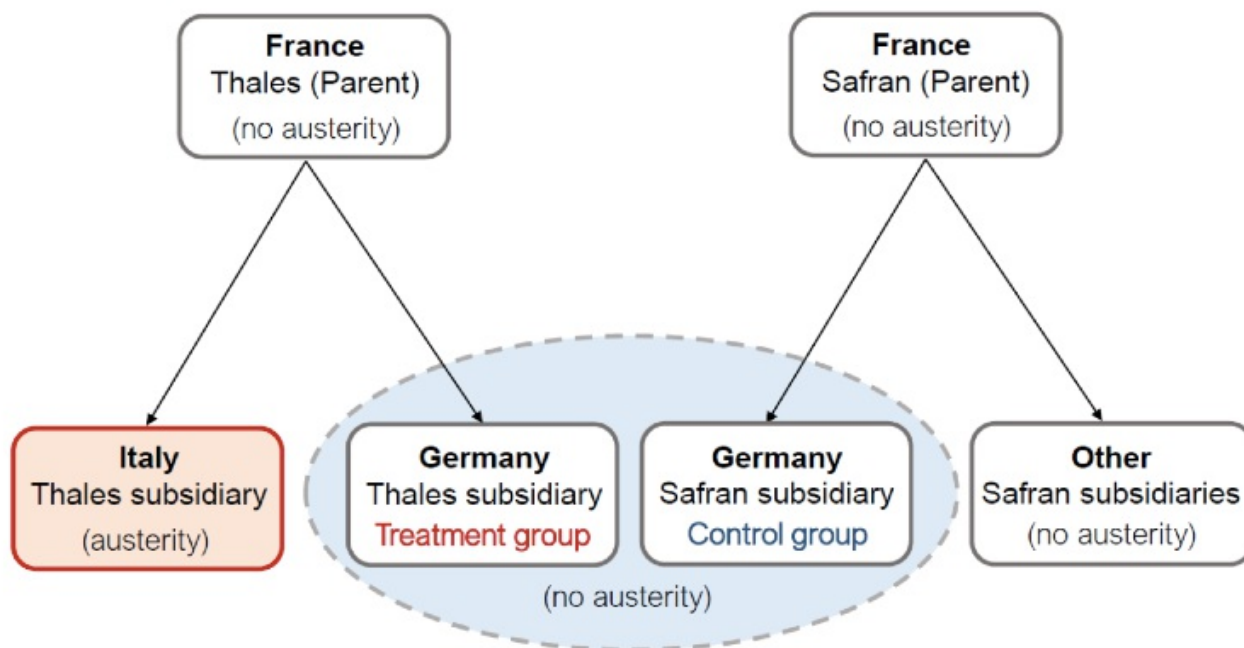 France
Thales (Parent)
(no austerity)
France
Safran (Parent)
(no austerity)
Italy
Thales subsidiary
(austerity)
Germany
Thales subsidiary
Treatment group
Germany
Safran subsidiary
Control group
(no austerity)
Other
Safran subsidiaries
(no austerity)